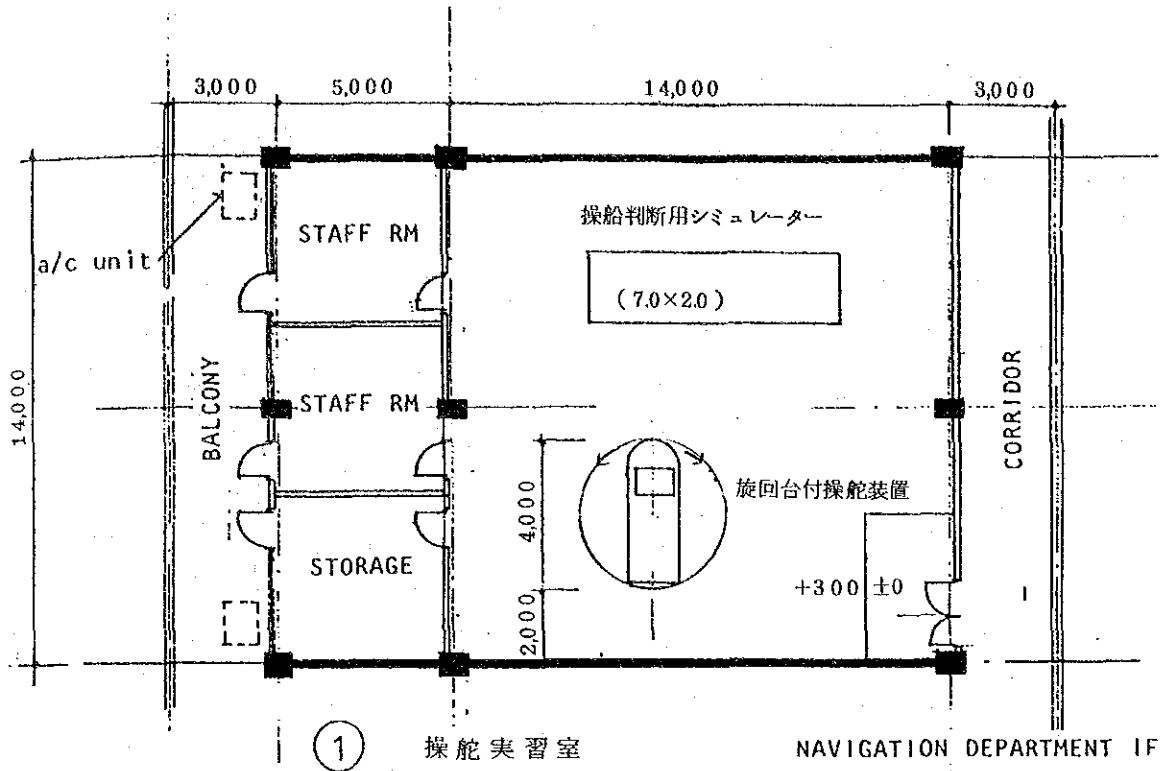 3,000
5,000
14,000
3,000
STAFF RM
操船判断用シミュレーター
a/c unit
(7.0×2.0)
14,000
BALCONY
STAFF RM
CORRIDOR
旋回台付操舵装置
4,000
STORAGE
+300 ±0
2,000
1 操舵実習室 NAVIGATION DEPARTMENT IF